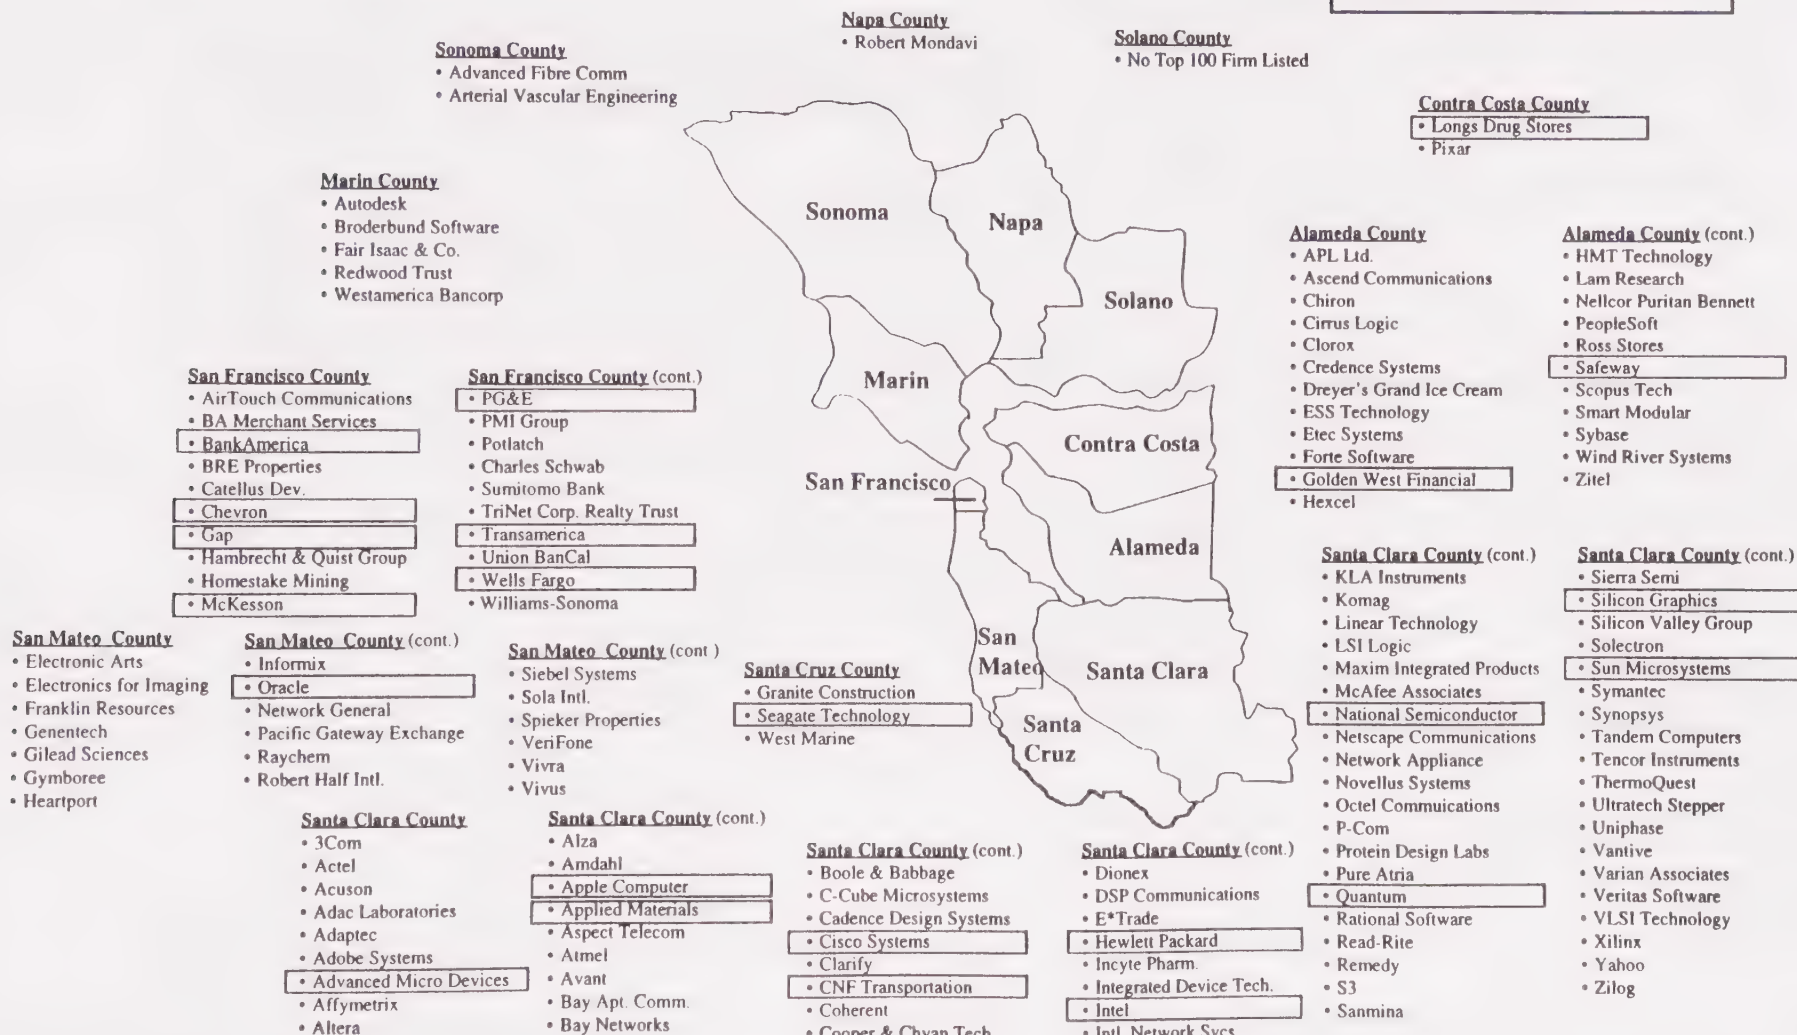 Napa County
• Robert Mondavi
Sonoma County
• Advanced Fibre Comm
• Arterial Vascular Engineering
Solano County
• No Top 100 Firm Listed
Contra Costa County
• Longs Drug Stores
• Pixar
Marin County
• Autodesk
• Broderbund Software
• Fair Isaac & Co.
• Redwood Trust
• Westamerica Bancorp
Sonoma
Napa
Solano
Marin
Contra Costa
San Francisco
Alameda
San
Mateo
Santa Clara
Santa
Cruz
Alameda County
• APL Ltd.
• Ascend Communications
• Chiron
• Cirrus Logic
• Clorox
• Credence Systems
• Dreyer's Grand Ice Cream
• ESS Technology
• Etec Systems
• Forte Software
• Golden West Financial
• Hexcel
Alameda County (cont.)
• HMT Technology
• Lam Research
• Nellcor Puritan Bennett
• PeopleSoft
• Ross Stores
• Safeway
• Scopus Tech
• Smart Modular
• Sybase
• Wind River Systems
• Zitel
San Francisco County
• AirTouch Communications
• BA Merchant Services
• BankAmerica
• BRE Properties
• Catellus Dev.
• Chevron
• Gap
• Hambrecht & Quist Group
• Homestake Mining
• McKesson
San Francisco County (cont.)
• PG&E
• PMI Group
• Potlatch
• Charles Schwab
• Sumitomo Bank
• TriNet Corp. Realty Trust
• Transamerica
• Union BanCal
• Wells Fargo
• Williams-Sonoma
San Mateo County
• Electronic Arts
• Electronics for Imaging
• Franklin Resources
• Genentech
• Gilead Sciences
• Gymboree
• Heartport
San Mateo County (cont.)
• Informix
• Oracle
• Network General
• Pacific Gateway Exchange
• Raychem
• Robert Half Intl.
San Mateo County (cont )
• Siebel Systems
• Sola Intl.
• Spieker Properties
• VeriFone
• Vivra
• Vivus
Santa Cruz County
• Granite Construction
• Seagate Technology
• West Marine
Santa Clara County
• 3Com
• Actel
• Acuson
• Adac Laboratories
• Adaptec
• Adobe Systems
• Advanced Micro Devices
• Affymetrix
• Altera
Santa Clara County (cont.)
• Alza
• Amdahl
• Apple Computer
• Applied Materials
• Aspect Telecom
• Atmel
• Avant
• Bay Apt. Comm.
• Bay Networks
Santa Clara County (cont.)
• Boole & Babbage
• C-Cube Microsystems
• Cadence Design Systems
• Cisco Systems
• Clarify
• CNF Transportation
• Coherent
• Cooper & Chyan Tech
Santa Clara County (cont.)
• Dionex
• DSP Communications
• E*Trade
• Hewlett Packard
• Incyte Pharm.
• Integrated Device Tech.
• Intel
• Intl. Network Svcs
Santa Clara County (cont.)
• KLA Instruments
• Komag
• Linear Technology
• LSI Logic
• Maxim Integrated Products
• McAfee Associates
• National Semiconductor
• Netscape Communications
• Network Appliance
• Novellus Systems
• Octel Commuications
• P-Com
• Protein Design Labs
• Pure Atria
• Quantum
• Rational Software
• Read-Rite
• Remedy
• S3
• Sanmina
Santa Clara County (cont.)
• Sierra Semi
• Silicon Graphics
• Silicon Valley Group
• Solectron
• Sun Microsystems
• Symantec
• Synopsys
• Tandem Computers
• Tencor Instruments
• ThermoQuest
• Ultratech Stepper
• Uniphase
• Vantive
• Varian Associates
• Veritas Software
• VLSI Technology
• Xilinx
• Yahoo
• Zilog